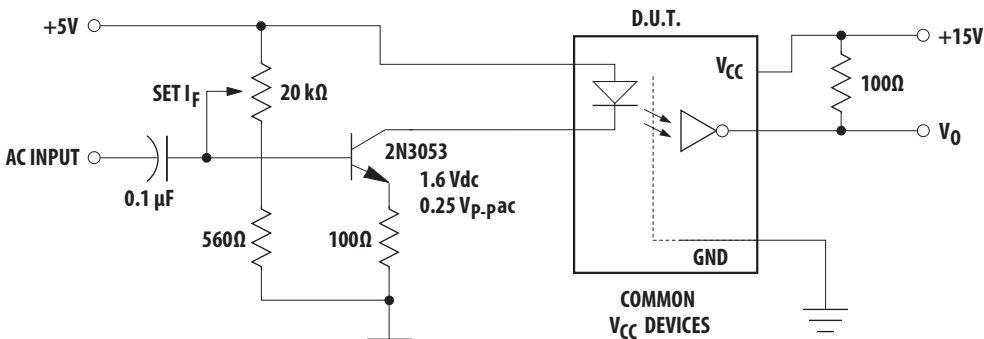 D.U.T.
+5V
+15V
V_CC
SET I_F
20 kΩ
100Ω
AC INPUT
2N3053
V_O
1.6 Vdc
0.1 µF
0.25 V_P-P ac
560Ω
100Ω
GND
COMMON
V_CC DEVICES